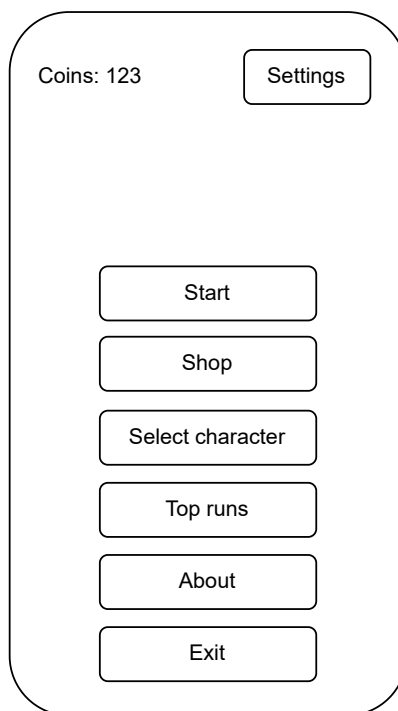 Coins: 123
Settings
Start
Shop
Select character
Top runs
About
Exit